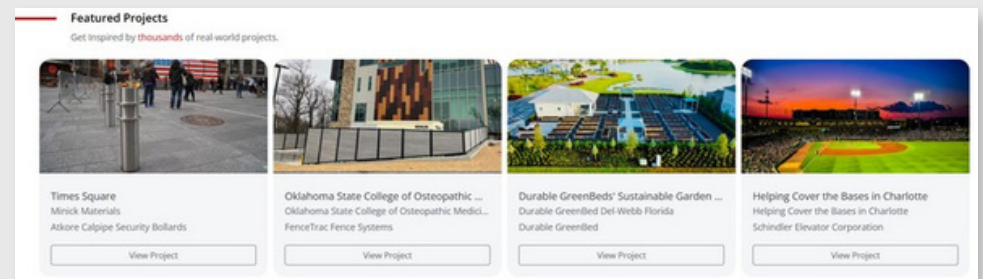 Featured Projects
Get Inspired by thousands of real-world projects.
Times Square
Minick Materials
Atkore Calpipe Security Bollards
View Project
Oklahoma State College of Osteopathic ...
Oklahoma State College of Osteopathic Medici...
FenceTrac Fence Systems
View Project
Durable GreenBeds' Sustainable Garden ...
Durable GreenBed Del-Webb Florida
Durable GreenBed
View Project
Helping Cover the Bases in Charlotte
Helping Cover the Bases in Charlotte
Schindler Elevator Corporation
View Project